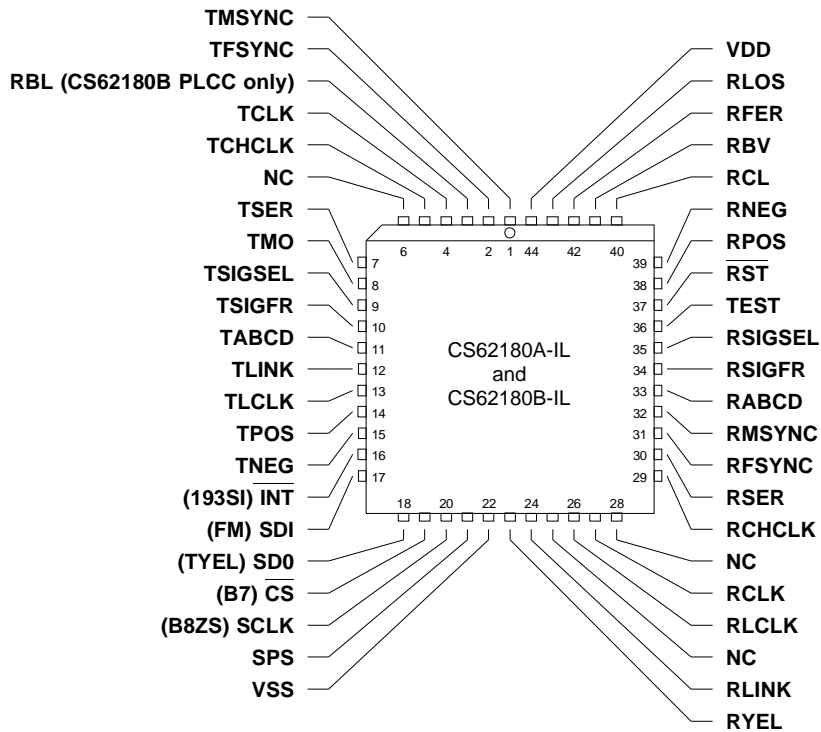 TMSYNC
TFSYNC
RBL (CS62180B PLCC only)
TCLK
TCHCLK
NC
TSER
TMO
TSIGSEL
TSIGFR
TABCD
TLINK
TLCLK
TPOS
TNEG
(193SI) INT
(FM) SDI
(TYEL) SD0
(B7) CS
(B8ZS) SCLK
SPS
VSS
VDD
RLOS
RFER
RBV
RCL
RNEG
RPOS
RST
TEST
RSIGSEL
RSIGFR
RABCD
RMSYNC
RFSYNC
RSER
RCHCLK
NC
RCLK
RLCLK
NC
RLINK
RYEL
6 4 2 1 44 42 40
7
8
9
10
11
12
13
14
15
16
17
39
38
37
36
35
34
33
32
31
30
29
CS62180A-IL
and
CS62180B-IL
18 20 22 24 26 28